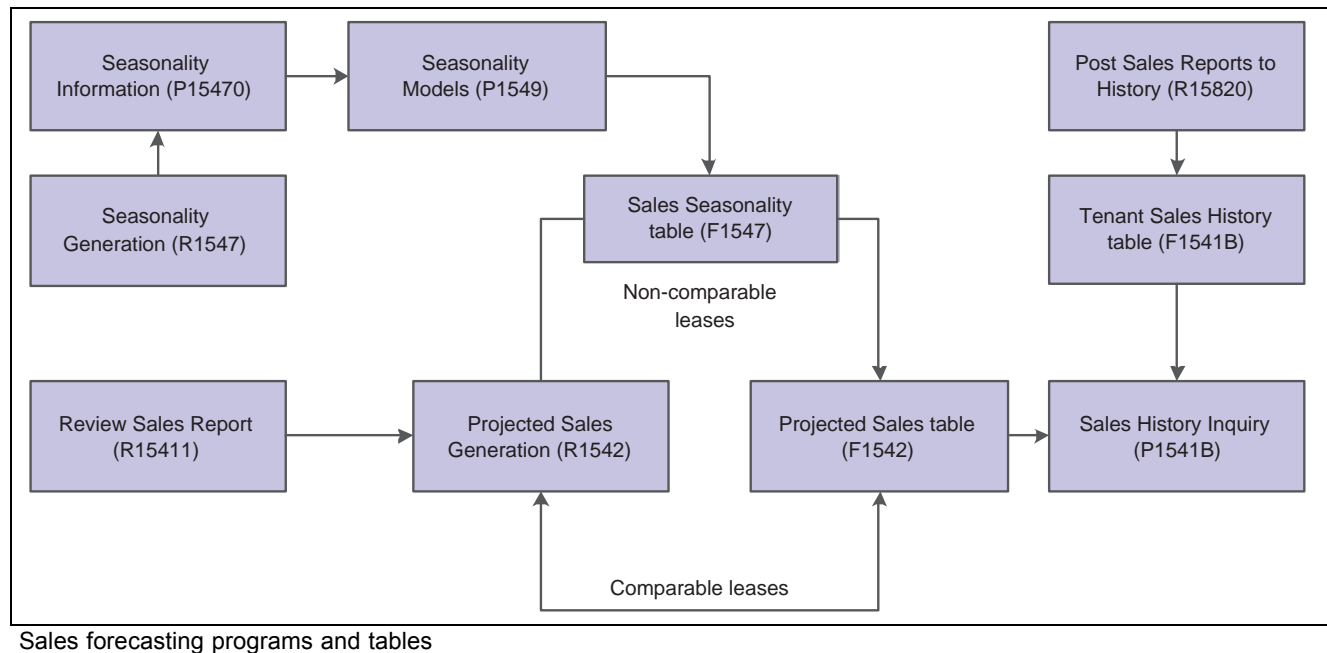 Seasonality
Information (P15470)
Seasonality
Models (P1549)
Post Sales Reports to
History (R15820)
Seasonality
Generation (R1547)
Sales Seasonality
table (F1547)
Tenant Sales History
table (F1541B)
Non-comparable
leases
Review Sales Report
(R15411)
Projected Sales
Generation (R1542)
Projected Sales table
(F1542)
Sales History Inquiry
(P1541B)
Comparable leases
Sales forecasting programs and tables